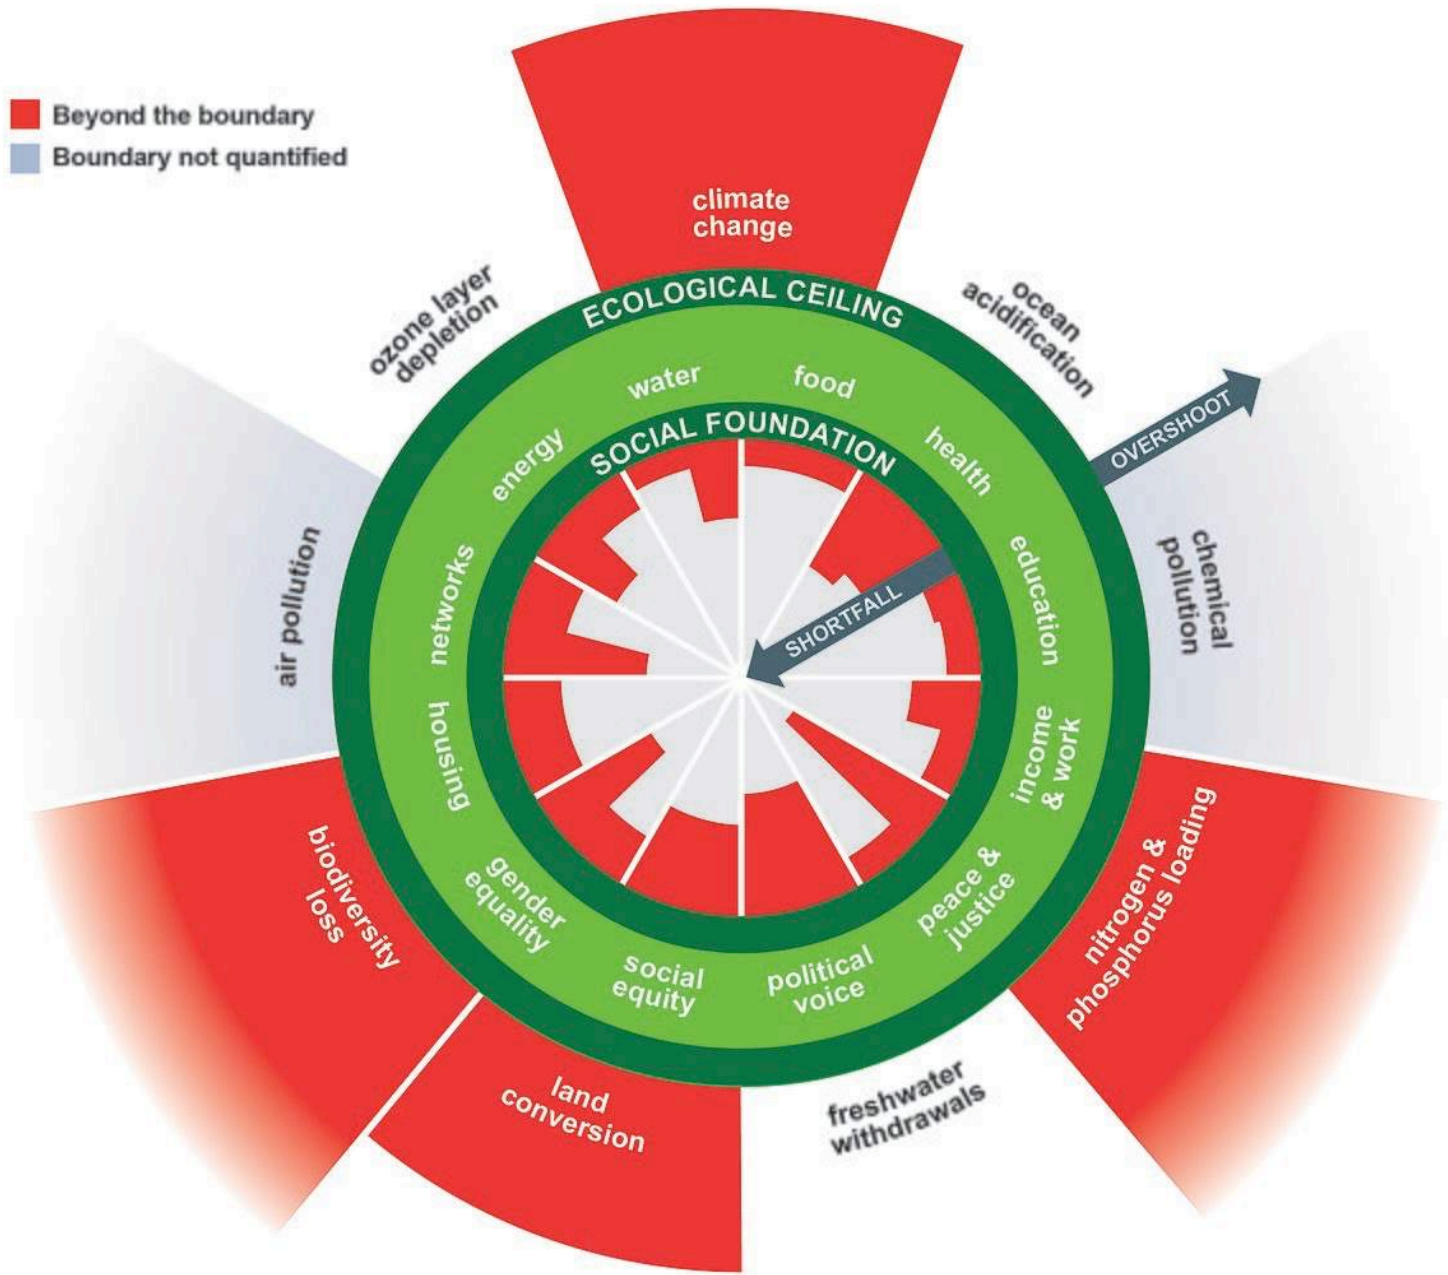 Beyond the boundary
Boundary not quantified
climate
change
ozone layer
depletion
ocean
acidification
ECOLOGICAL CEILING
water
food
SOCIAL FOUNDATION
energy
health
OVERSHOOT
networks
education
SHORTFALL
air pollution
chemical
pollution
housing
income
& work
biodiversity
loss
nitrogen &
phosphorus loading
gender
equality
peace &
justice
social
equity
political
voice
land
conversion
freshwater
withdrawals